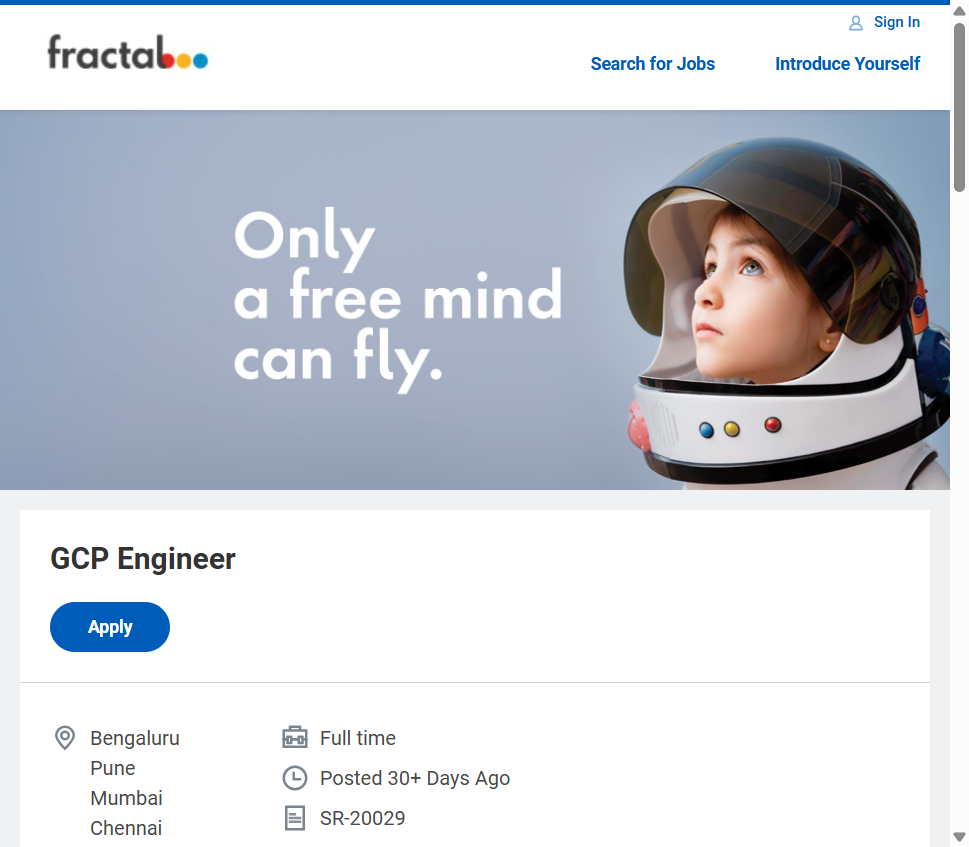 Sign In
fractal
Search for Jobs
Introduce Yourself
Only
a free mind
can fly.
GCP Engineer
Apply
Bengaluru
Pune
Mumbai
Chennai
Full time
Posted 30+ Days Ago
SR-20029